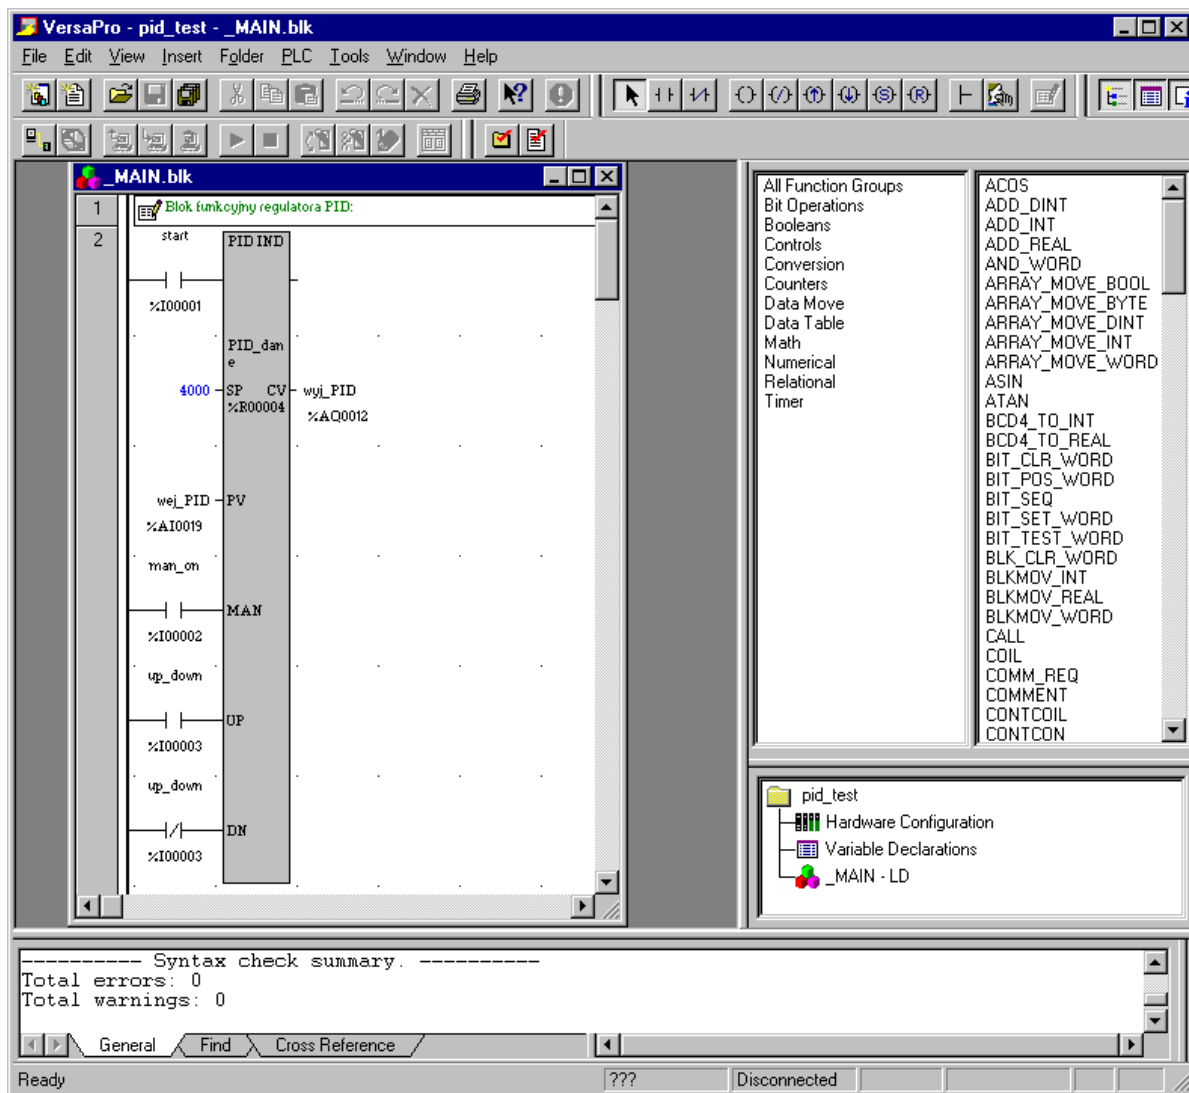 VersaPro - pid_test - _MAIN.blk
File Edit View Insert Folder PLC Tools Window Help
_MAIN.blk
1
Blok funkcyjny regulatora PID:
2
start
PID IND
%I00001
PID_dan
e
4000
SP CV
wyj_PID
%R00004
%AQ0012
wej_PID
PV
%AI0019
man_on
MAN
%I00002
up_down
UP
%I00003
up_down
DN
%I00003
All Function Groups
Bit Operations
Booleans
Controls
Conversion
Counters
Data Move
Data Table
Math
Numerical
Relational
Timer
ACOS
ADD_DINT
ADD_INT
ADD_REAL
AND_WORD
ARRAY_MOVE_BOOL
ARRAY_MOVE_BYTE
ARRAY_MOVE_DINT
ARRAY_MOVE_INT
ARRAY_MOVE_WORD
ASIN
ATAN
BCD4_TO_INT
BCD4_TO_REAL
BIT_CLR_WORD
BIT_POS_WORD
BIT_SEQ
BIT_SET_WORD
BIT_TEST_WORD
BLK_CLR_WORD
BLKMOV_INT
BLKMOV_REAL
BLKMOV_WORD
CALL
COIL
COMM_REQ
COMMENT
CONTCOIL
CONTCON
pid_test
Hardware Configuration
Variable Declarations
_MAIN - LD
---------- Syntax check summary. ----------
Total errors: 0
Total warnings: 0
General Find Cross Reference
Ready
???
Disconnected